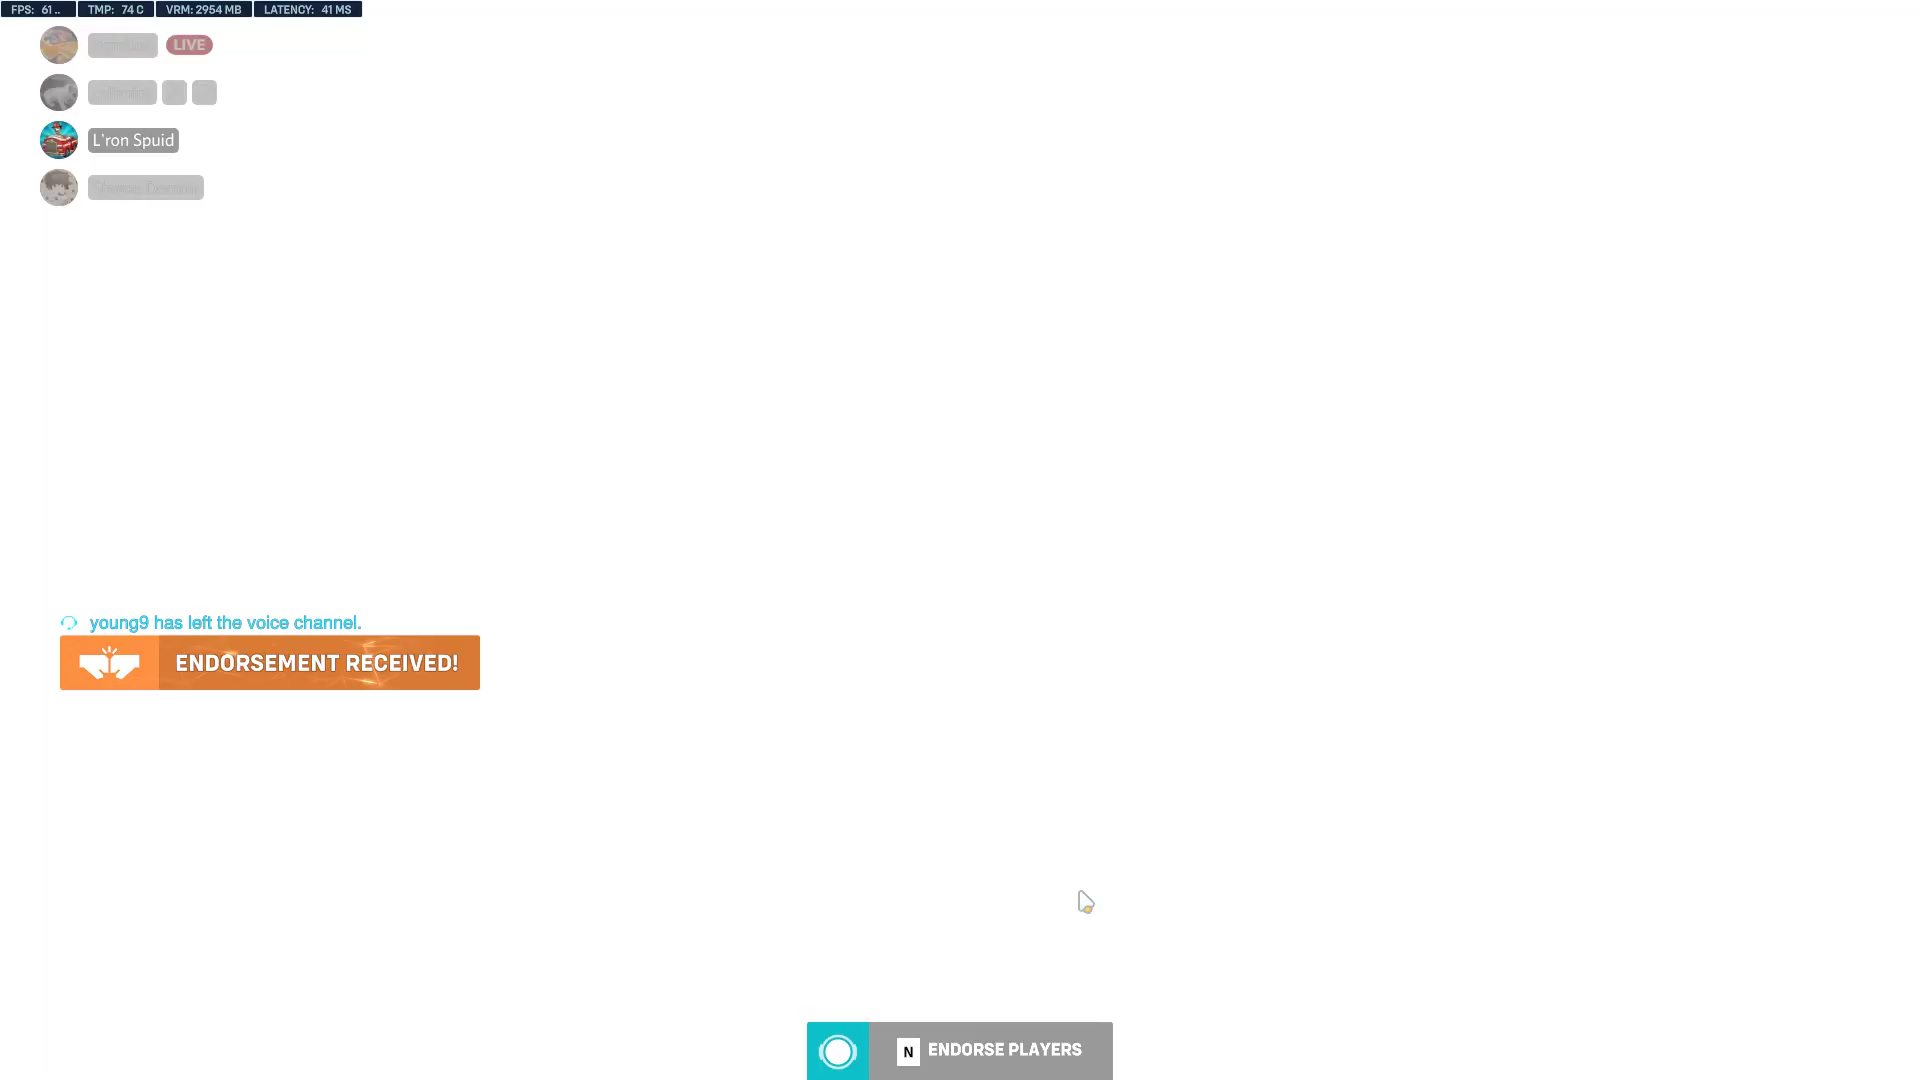 FPS: 61 ..
TMP: 74 C
VRM: 2954 MB
LATENCY: 41 MS
LIVE
L'ron Spuid
young9 has left the voice channel.
ENDORSEMENT RECEIVED!
N ENDORSE PLAYERS